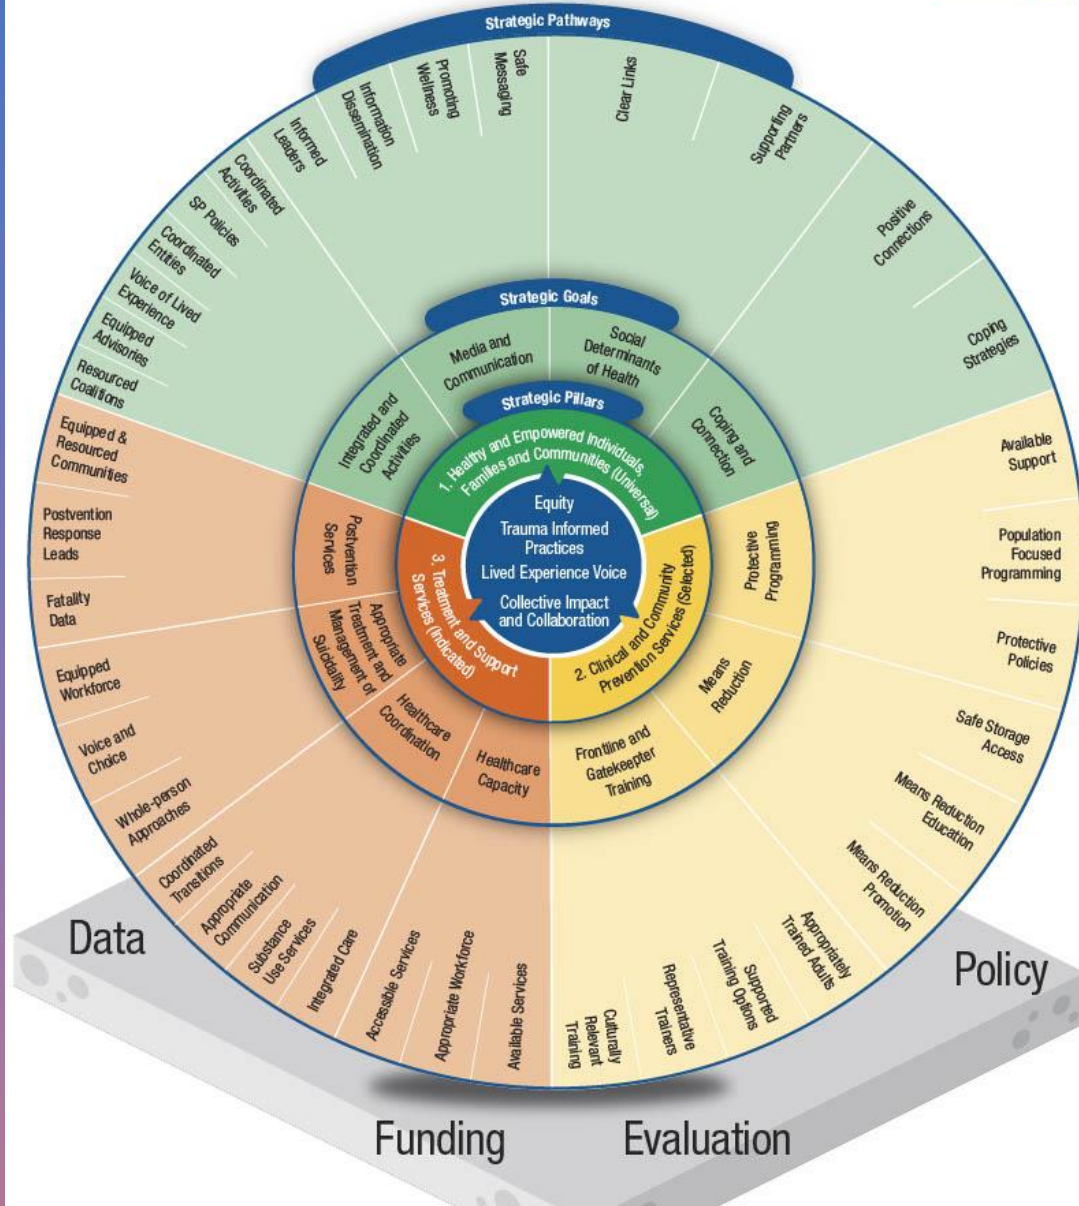 Strategic Pathways
Informed
Leaders
Information
Dissemination
Promoting
Wellness
Safe
Messaging
Clear Links
Supporting
Partners
Positive
Connections
Coping
Strategies
Coordinated
Activities
SP Policies
Coordinated
Entities
Voice of Lived
Experience
Equipped
Advisories
Resourced
Coalitions
Strategic Goals
Integrated and
Coordinated
Activities
Media and
Communication
Social
Determinants
of Health
Coping and
Connection
Strategic Pillars
1. Healthy and Empowered Individuals,
Families and Communities (Universal)
Equity
Trauma Informed
Practices
Lived Experience Voice
Collective Impact
and Collaboration
2. Clinical and Community
Prevention Services (Selected)
3. Treatment and Support
Services (Indicated)
Protective
Programming
Means
Reduction
Frontline and
Gatekeeper
Training
Healthcare
Capacity
Healthcare
Coordination
Appropriate
Treatment and
Management of
Suicidality
Postvention
Services
Available
Support
Population
Focused
Programming
Protective
Policies
Safe Storage
Access
Means Reduction
Education
Means Reduction
Promotion
Appropriately
Trained Adults
Supported
Training Options
Representative
Trainers
Culturally
Relevant
Training
Available Services
Appropriate Workforce
Accessible Services
Integrated Care
Substance
Use Services
Appropriate
Communication
Coordinated
Transitions
Whole-person
Approaches
Voice and
Choice
Equipped
Workforce
Fatality
Data
Postvention
Response
Leads
Equipped &
Resourced
Communities
Data
Policy
Funding
Evaluation